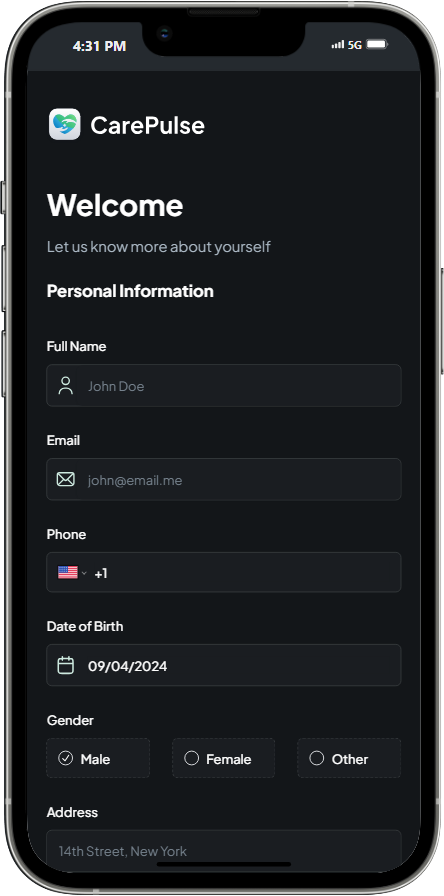 4:31 PM 5G
CarePulse
Welcome
Let us know more about yourself
Personal Information
Full Name
John Doe
Email
john@email.me
Phone
+1
Date of Birth
09/04/2024
Gender
Male Female Other
Address
14th Street, New York